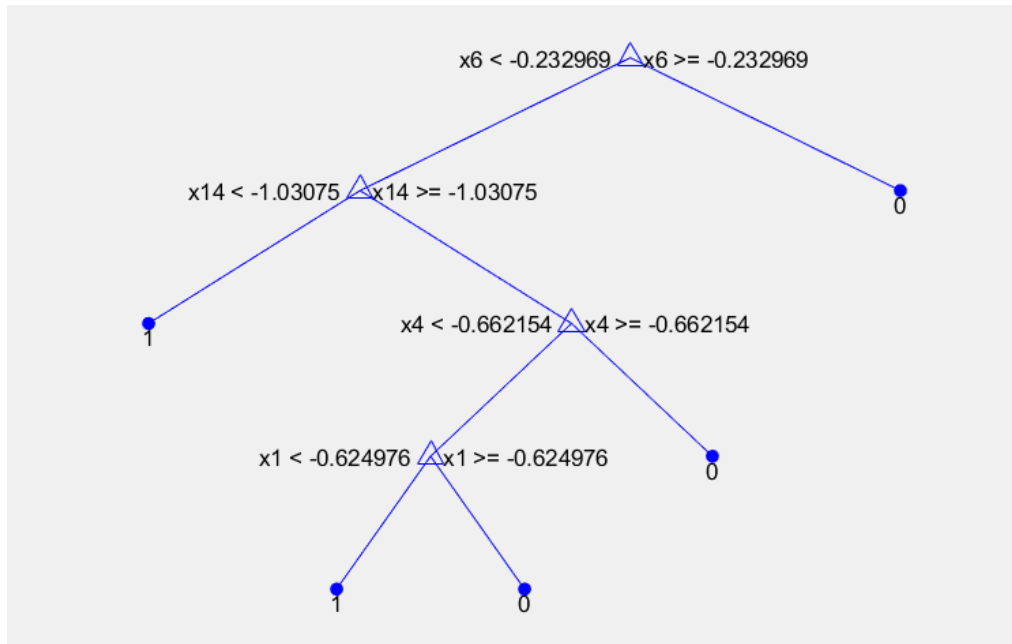 x6 < -0.232969 x6 >= -0.232969
x14 < -1.03075 x14 >= -1.03075
0
x4 < -0.662154 x4 >= -0.662154
1
x1 < -0.624976 x1 >= -0.624976
0
1 0